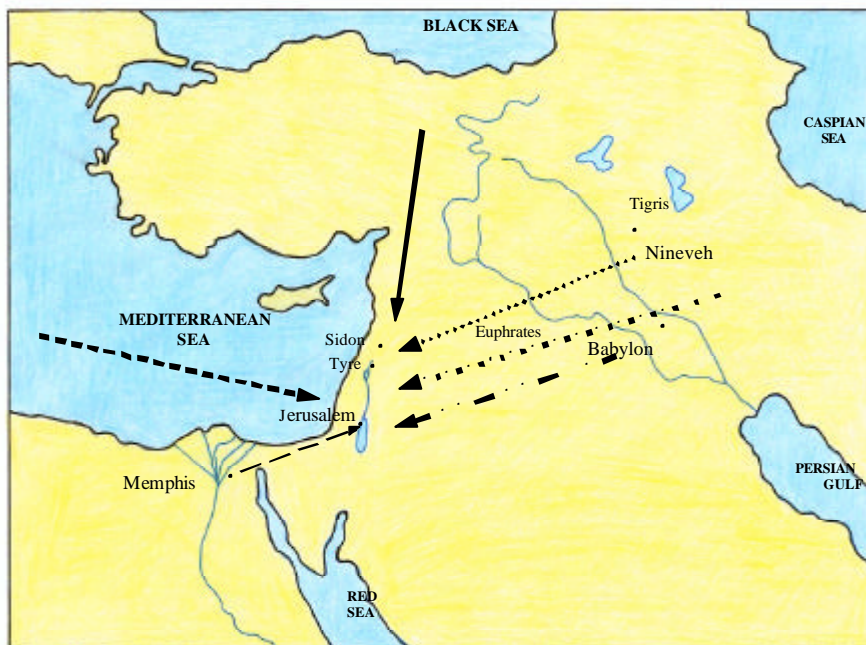 BLACK SEA
CASPIAN
SEA
Tigris
Nineveh
MEDITERRANEAN
SEA
Sidon
Euphrates
Tyre
Babylon
Jerusalem
Memphis
PERSIAN
GULF
RED
SEA